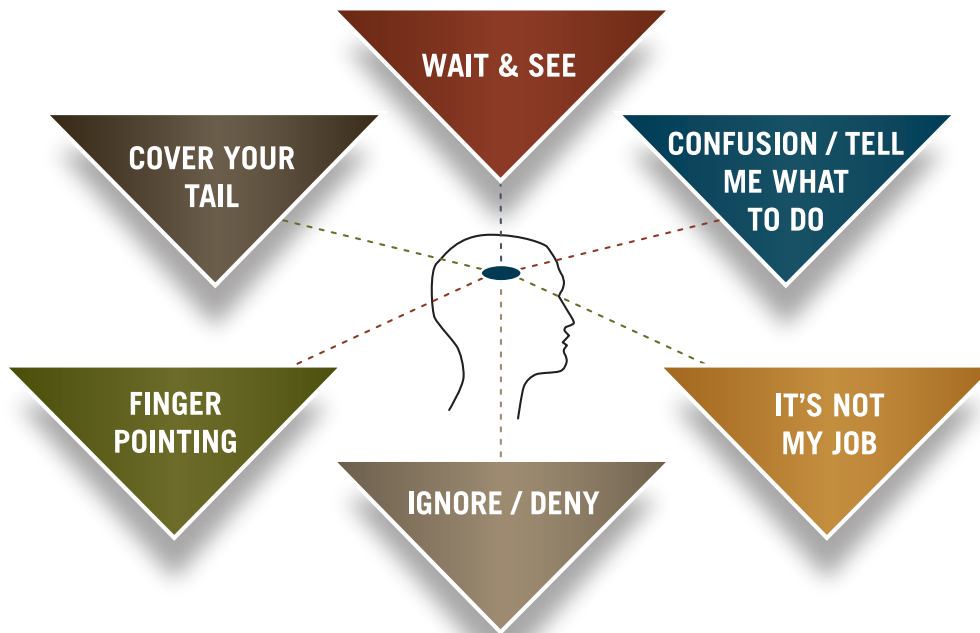 WAIT & SEE
COVER YOUR
TAIL
CONFUSION / TELL
ME WHAT
TO DO
FINGER
POINTING
IT'S NOT
MY JOB
IGNORE / DENY